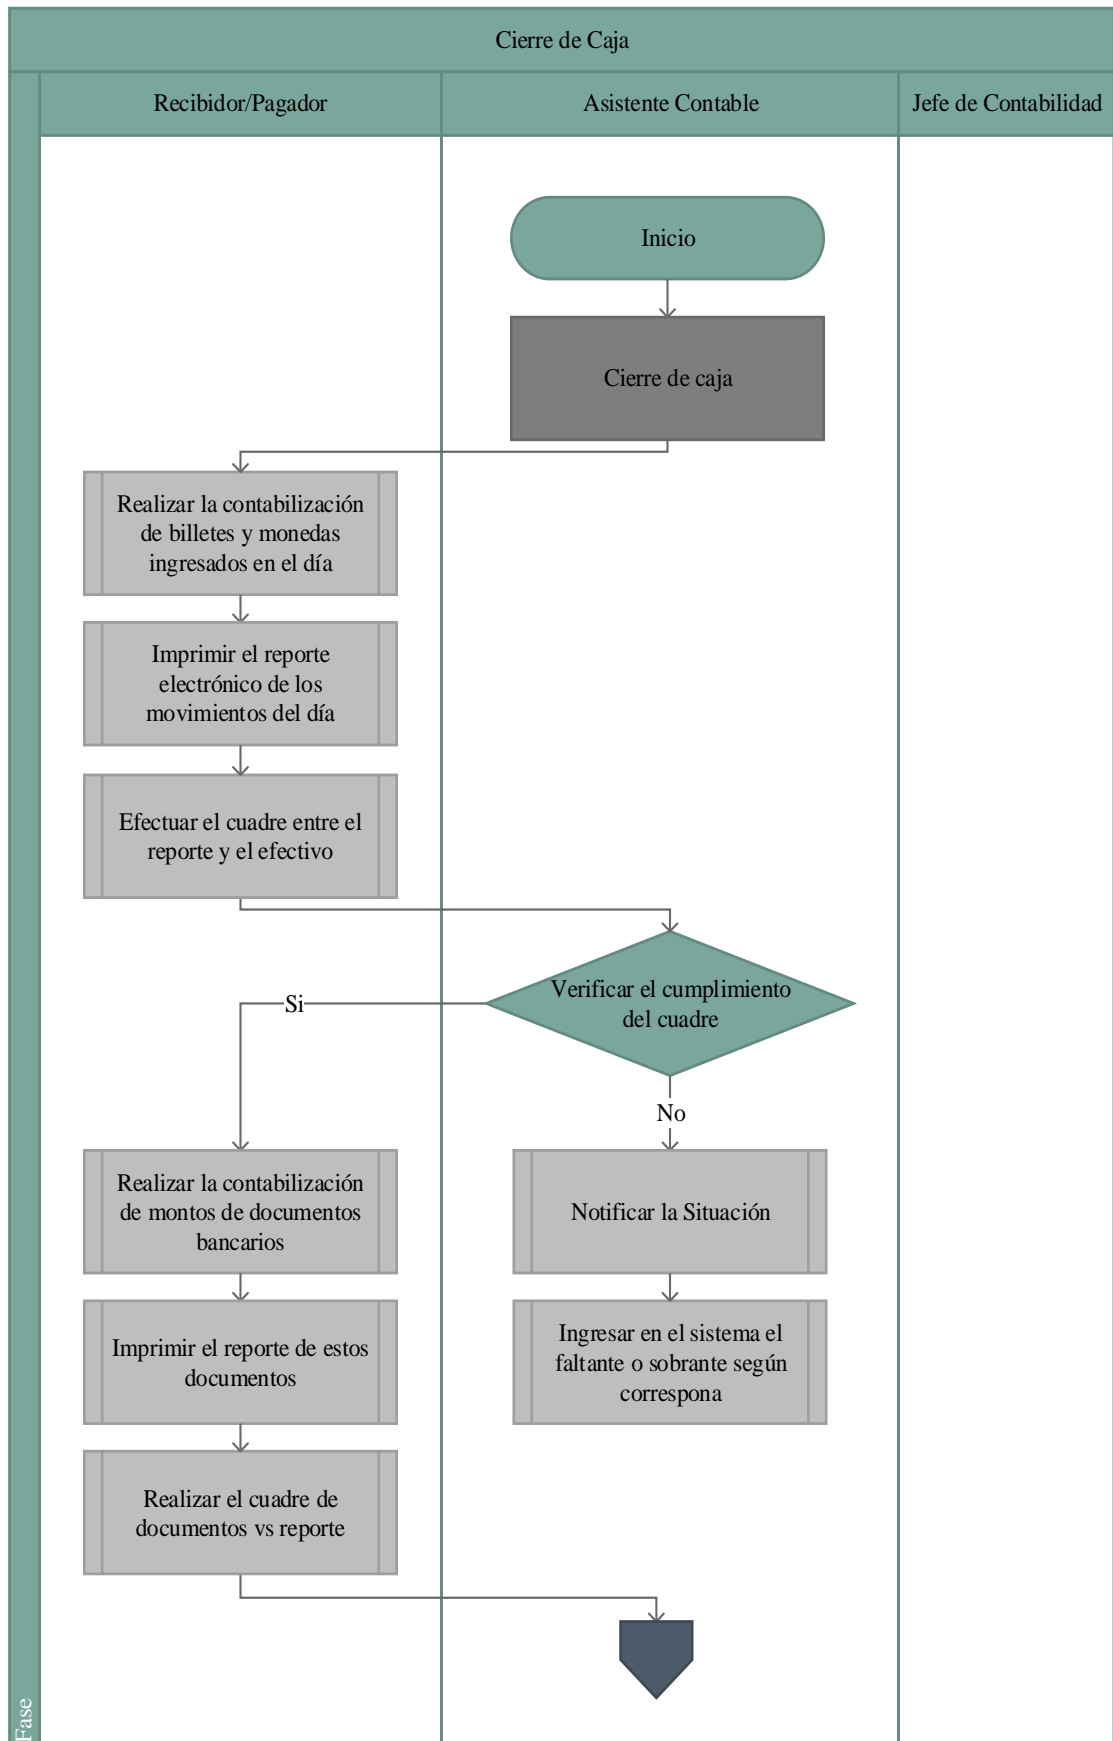 Cierre de Caja
Recibidor/Pagador
Asistente Contable
Jefe de Contabilidad
Inicio
Cierre de caja
Realizar la contabilización
de billetes y monedas
ingresados en el día
Imprimir el reporte
electrónico de los
movimientos del día
Efectuar el cuadre entre el
reporte y el efectivo
Verificar el cumplimiento
del cuadre
Si
No
Realizar la contabilización
de montos de documentos
bancarios
Notificar la Situación
Imprimir el reporte de estos
documentos
Ingresar en el sistema el
faltante o sobrante según
correspona
Realizar el cuadre de
documentos vs reporte
Fase